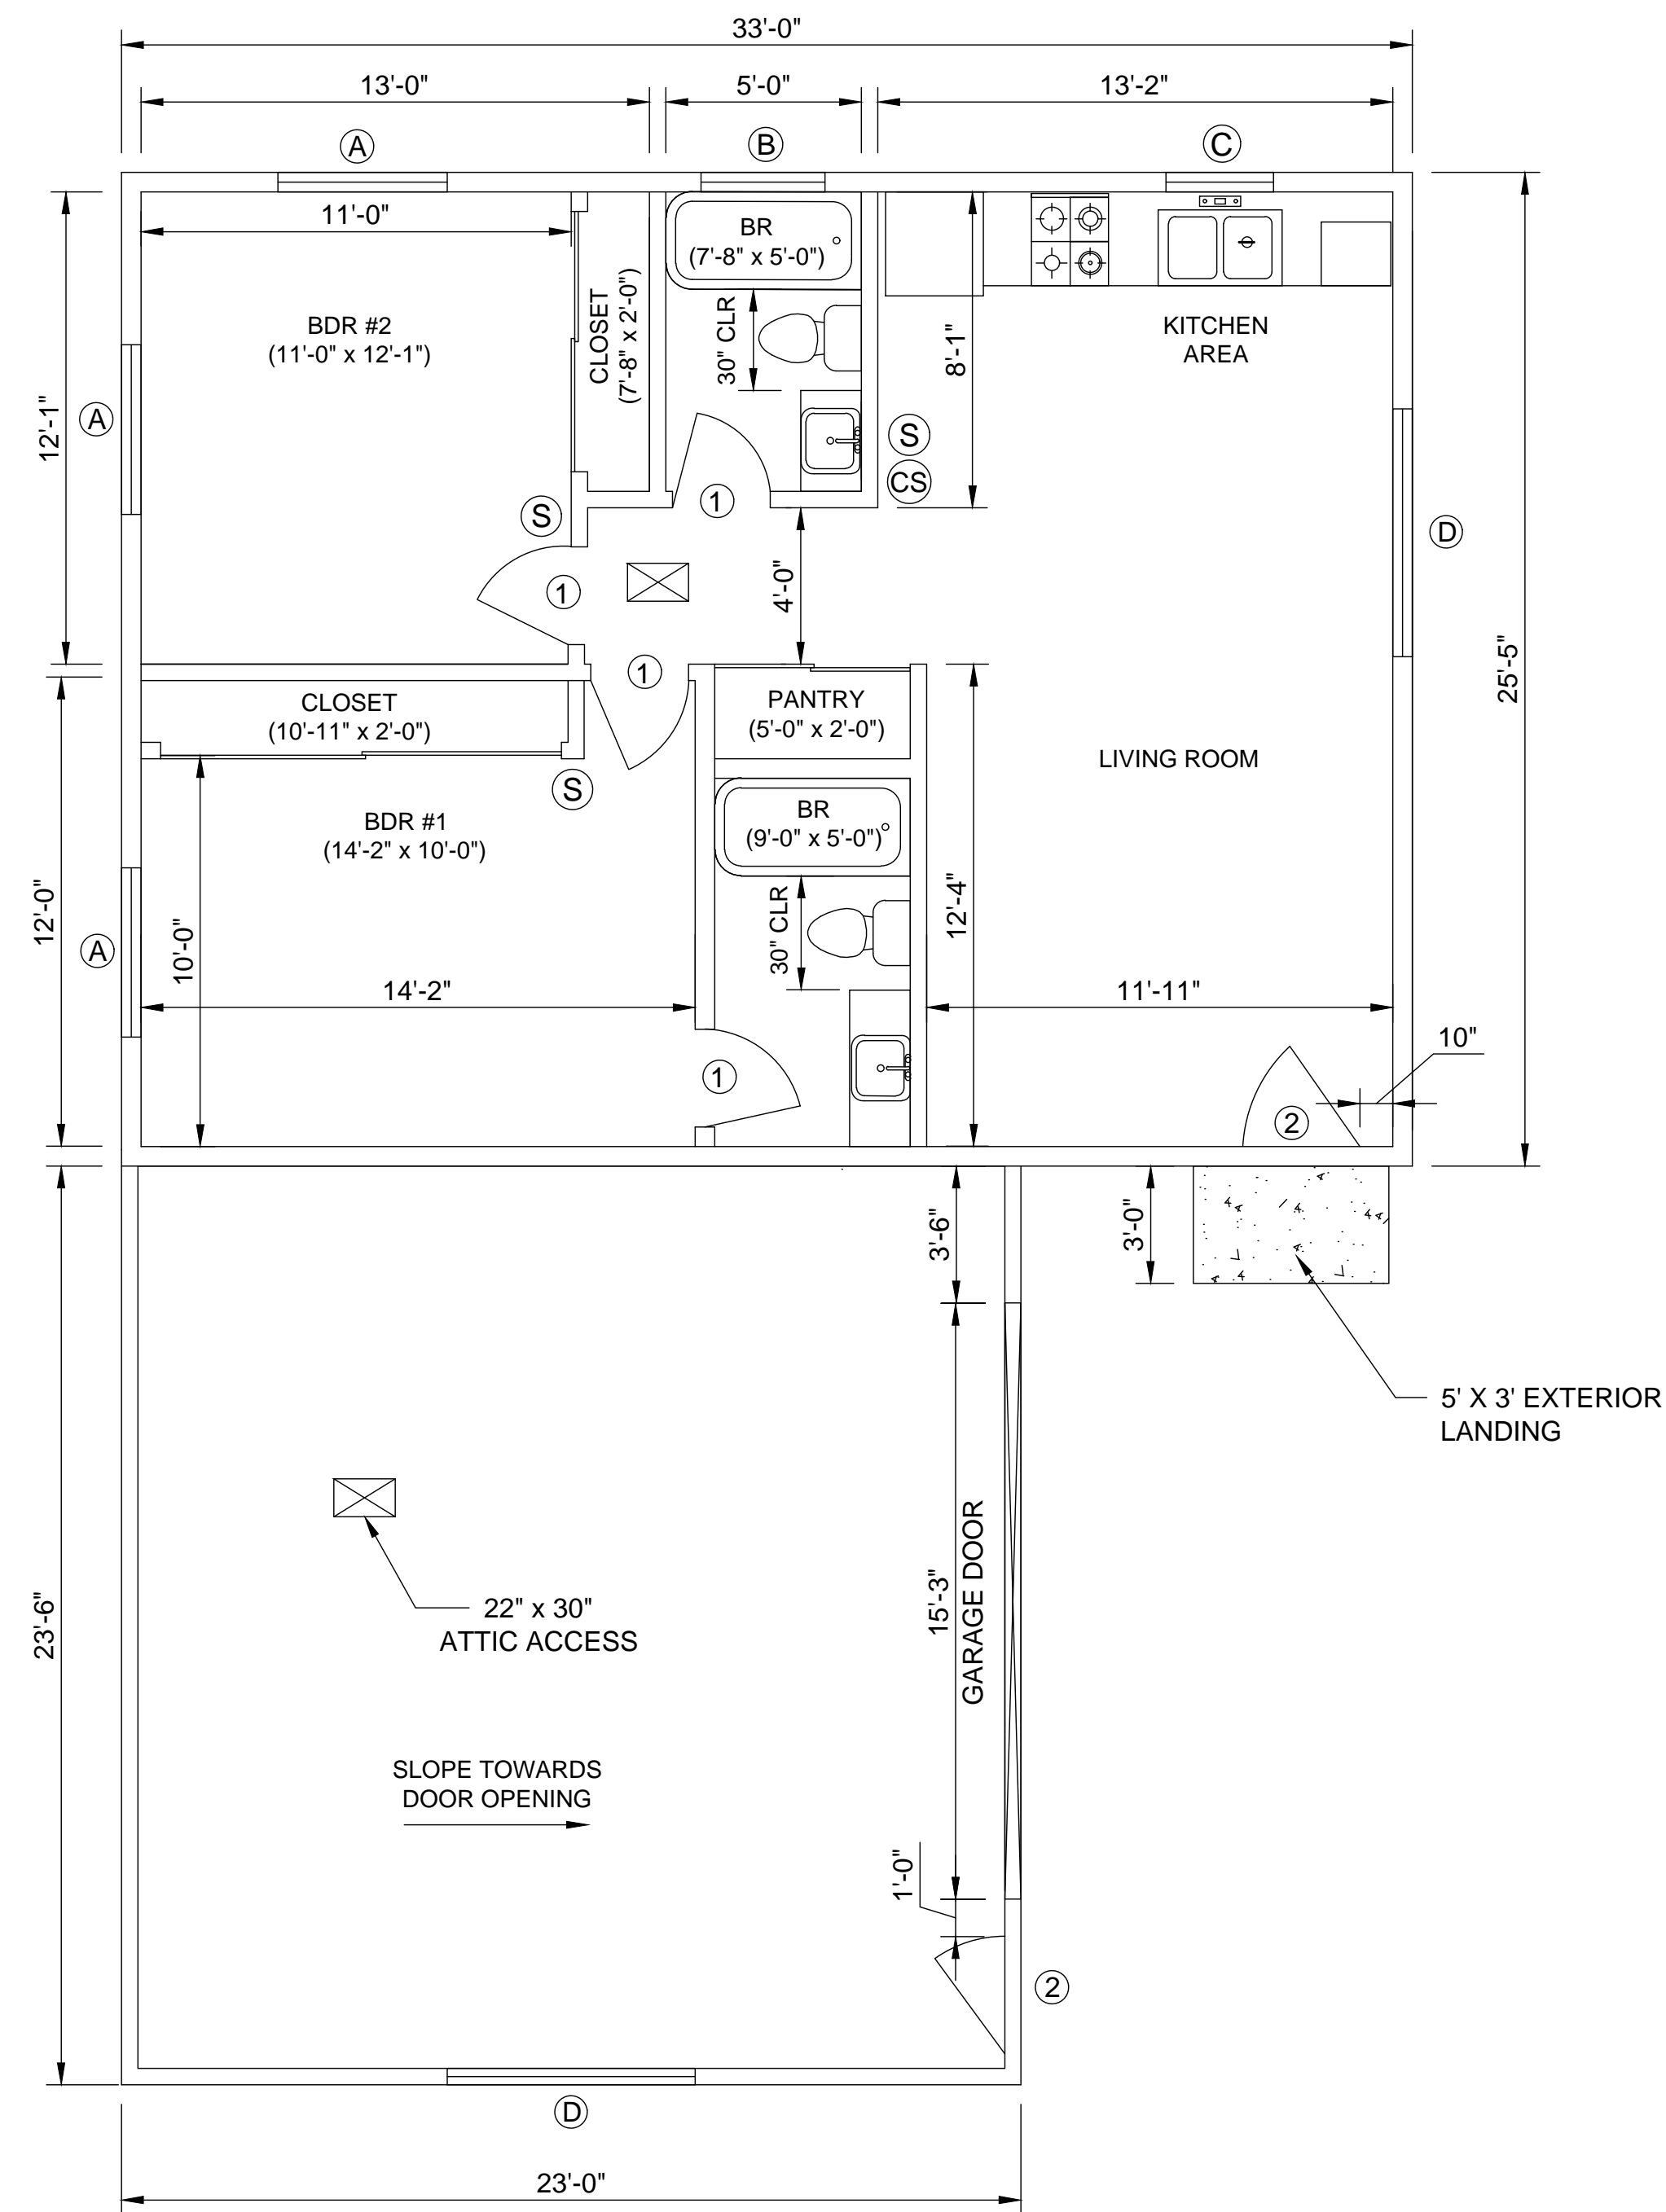 33'-0"
13'-0"
5'-0"
13'-2"
A
B
C
11'-0"
BR
(7'-8" x 5'-0")
CLOSET
(7'-8" x 2'-0")
30" CLR
BDR #2
(11'-0" x 12'-1")
KITCHEN
AREA
8'-1"
12'-1"
A
S
CS
S
1
D
1
4'-0"
1
25'-5"
CLOSET
(10'-11" x 2'-0")
PANTRY
(5'-0" x 2'-0")
LIVING ROOM
S
BDR #1
(14'-2" x 10'-0")
BR
(9'-0" x 5'-0")
30" CLR
12'-0"
A
10'-0"
12'-4"
14'-2"
11'-11"
10"
1
2
3'-6"
3'-0"
5' X 3' EXTERIOR
LANDING
23'-6"
22" x 30"
ATTIC ACCESS
15'-3"
GARAGE DOOR
SLOPE TOWARDS
DOOR OPENING
1'-0"
2
D
23'-0"